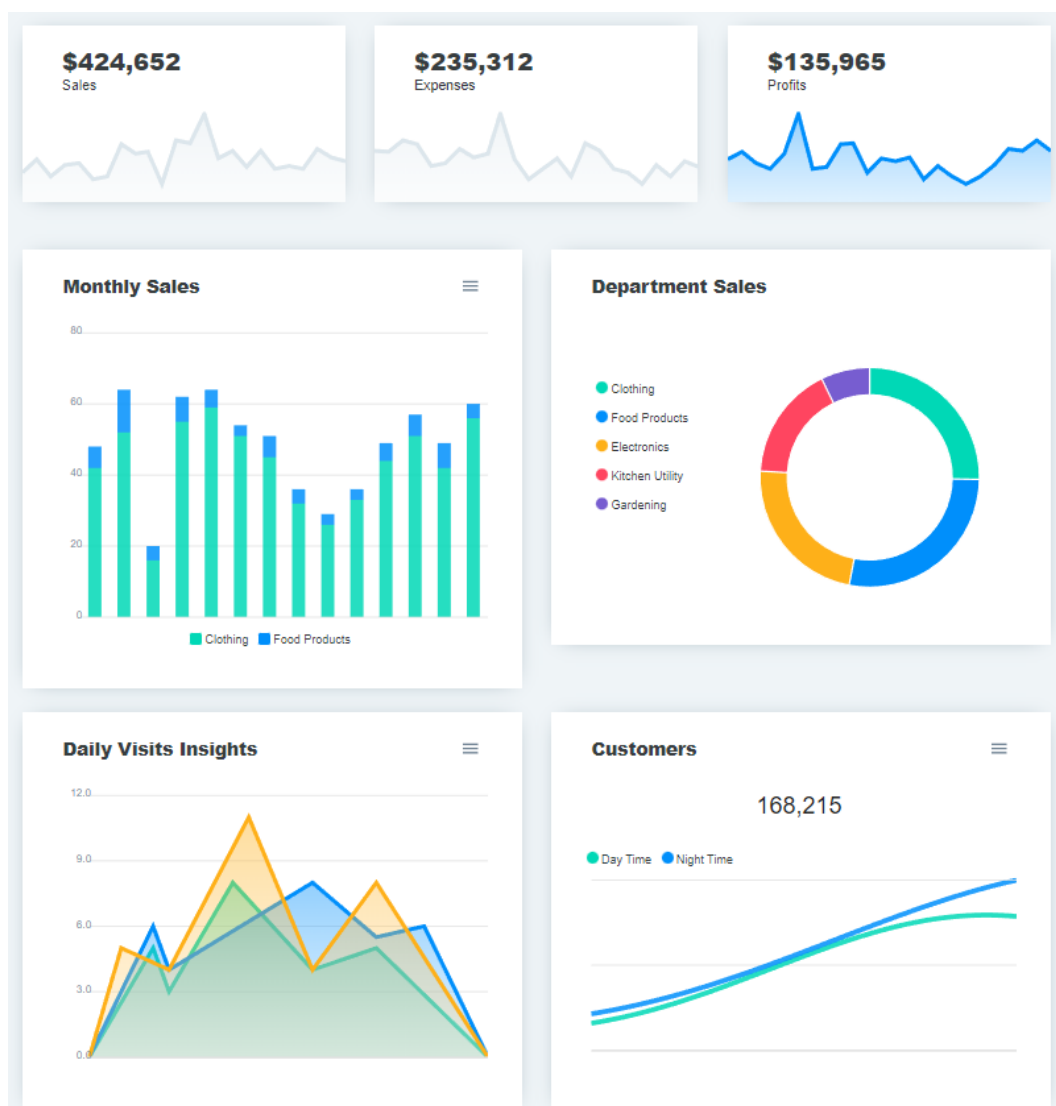 $424,652
Sales
$235,312
Expenses
$135,965
Profits
Monthly Sales
80
60
40
20
0
Clothing Food Products
Department Sales
Clothing
Food Products
Electronics
Kitchen Utility
Gardening
Daily Visits Insights
12.0
9.0
6.0
3.0
0.0
Customers
168,215
Day Time Night Time